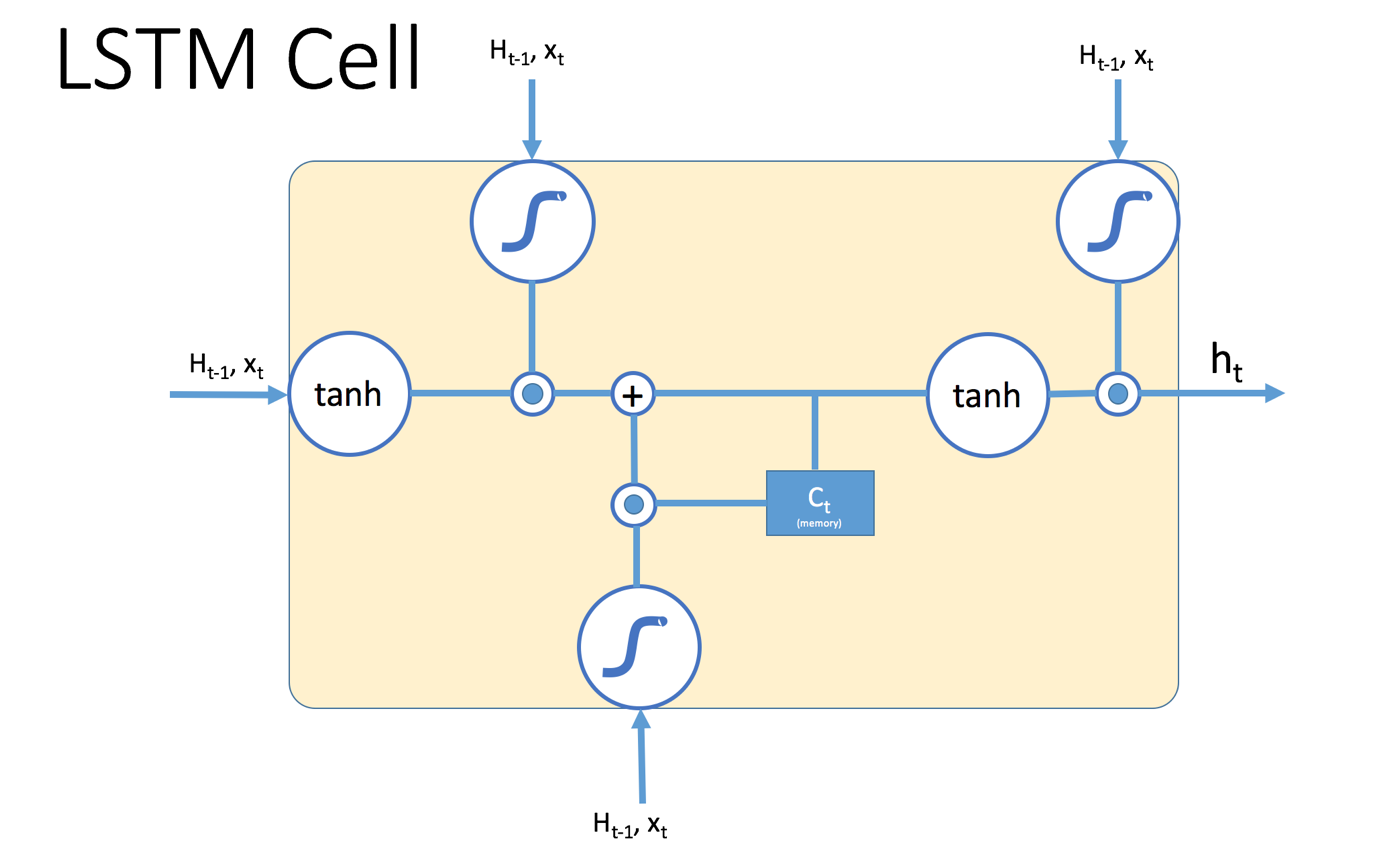 LSTM Cell
H_{t-1}, x_t
H_{t-1}, x_t
H_{t-1}, x_t
tanh
+
tanh
h_t
C_t
(memory)
H_{t-1}, x_t